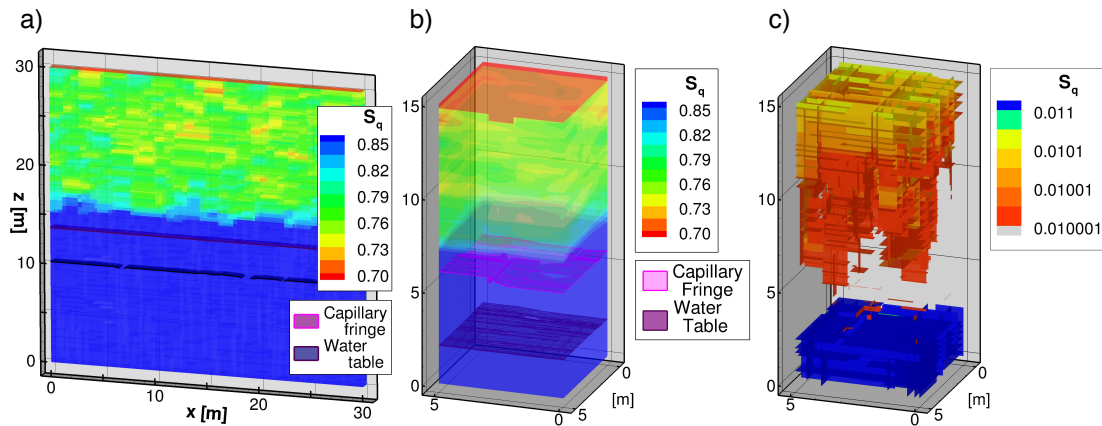 a)
30
20
10
0
z [m]
0
10
20
30
x [m]
Sq
0.85
0.82
0.79
0.76
0.73
0.70
Capillary
fringe
Water
table
b)
15
10
5
0
5
0
[m]
5
0
Sq
0.85
0.82
0.79
0.76
0.73
0.70
Capillary
Fringe
Water
Table
c)
15
10
5
0
5
0
[m]
5
0
Sq
0.011
0.0101
0.01001
0.010001